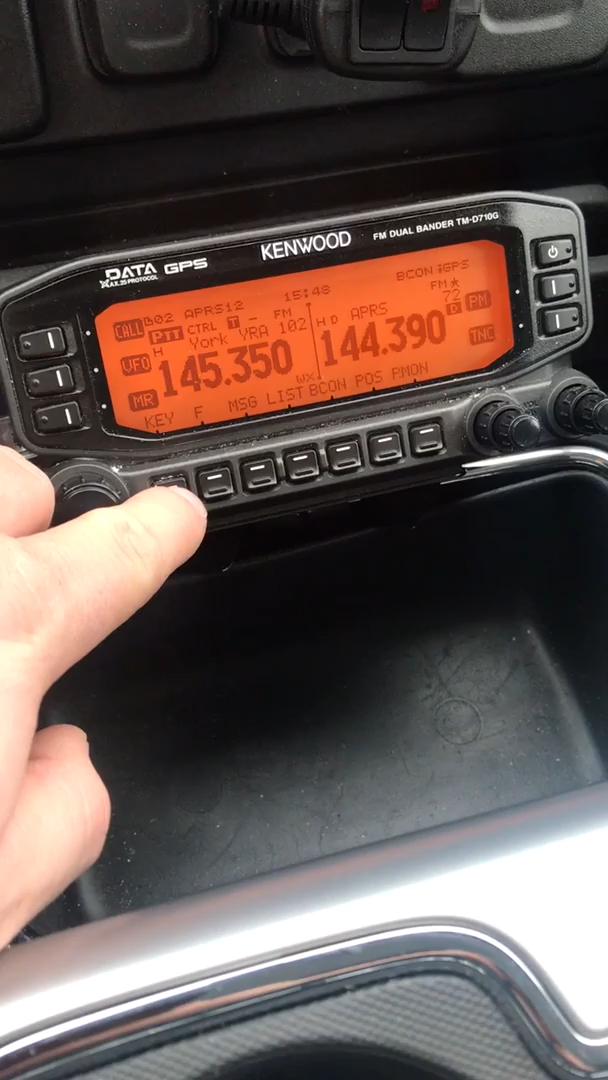 DATA GPS
AX.25 PROTOCOL
KENWOOD
FM DUAL BANDER TM-D710G
APRS12 15:48 BCON GPS
CALL PTT CTRL T - FM
FM 72 D PM
H York YRA 102 H D APRS
VFO 145.350 144.390 TNC
MR WX
KEY F MSG LIST BCON POS P.MON
VOL